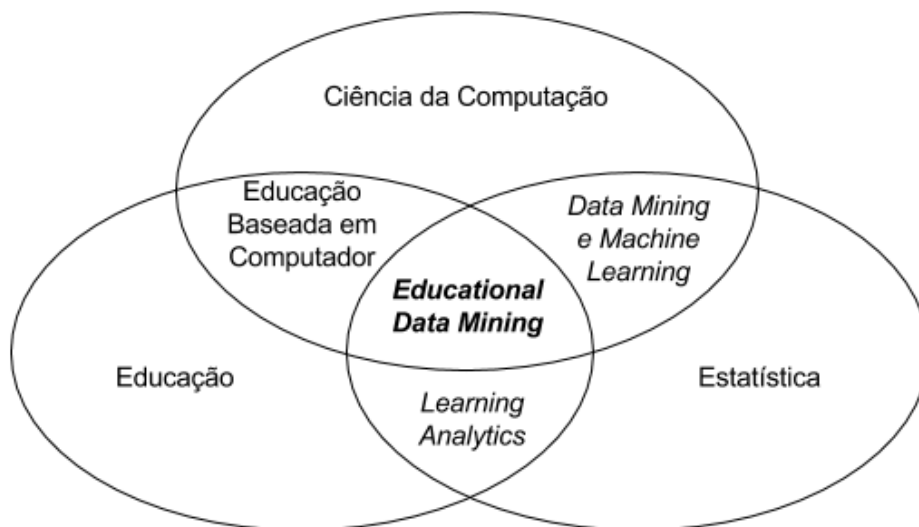 Ciência da Computação
Educação
Baseada em
Computador
Data Mining
e Machine
Learning
Educational
Data Mining
Educação
Estatística
Learning
Analytics